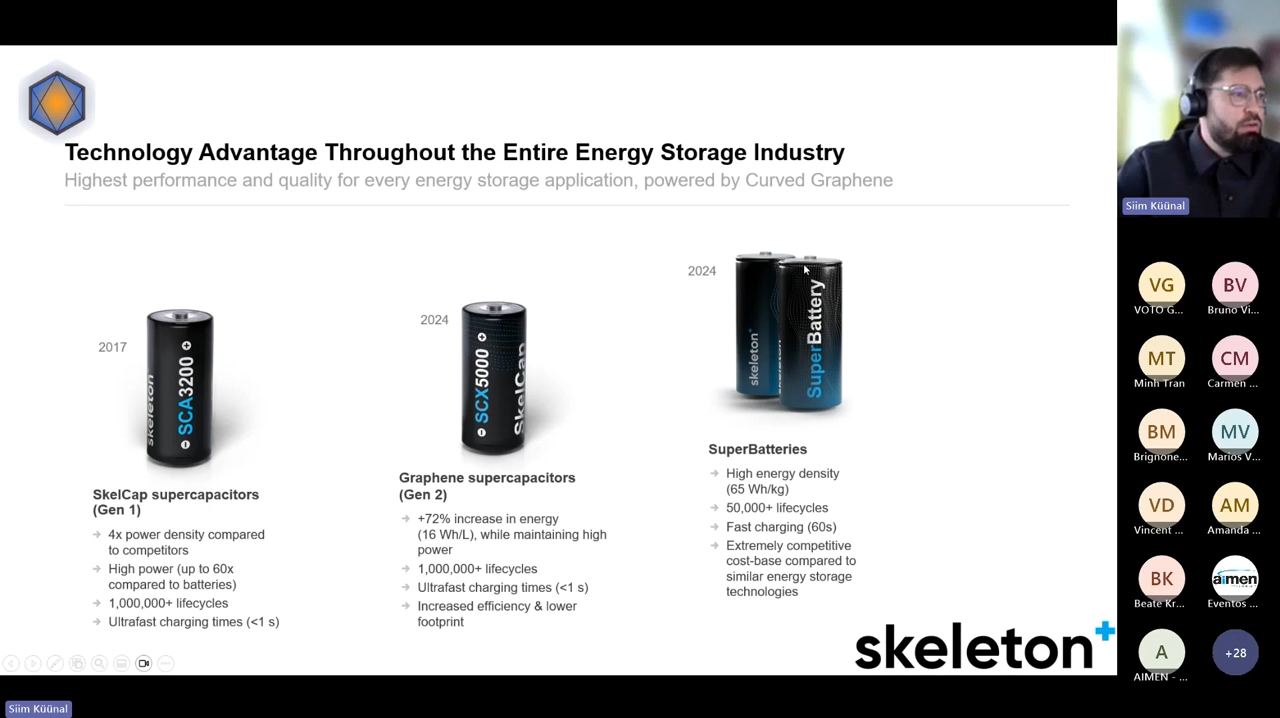 Technology Advantage Throughout the Entire Energy Storage Industry
Highest performance and quality for every energy storage application, powered by Curved Graphene
2017
skeleton
SCA3200
SkelCap supercapacitors
(Gen 1)
4x power density compared
to competitors
High power (up to 60x
compared to batteries)
1,000,000+ lifecycles
Ultrafast charging times (<1 s)
2024
SCX5000
SkelCap
Graphene supercapacitors
(Gen 2)
+72% increase in energy
(16 Wh/L), while maintaining high
power
1,000,000+ lifecycles
Ultrafast charging times (<1 s)
Increased efficiency & lower
footprint
2024
skeleton+
skeleton
SuperBattery
SuperBatteries
High energy density
(65 Wh/kg)
50,000+ lifecycles
Fast charging (60s)
Extremely competitive
cost-base compared to
similar energy storage
technologies
skeleton+
Siim Küünal
VG
VOTO G...
BV
Bruno Vi...
MT
Minh Tran
CM
Carmen ...
BM
Brignone...
MV
Marios V...
VD
Vincent ...
AM
Amanda ...
BK
Beate Kr...
aimen
Eventos ...
A
AIMEN - ...
+28
Siim Küünal